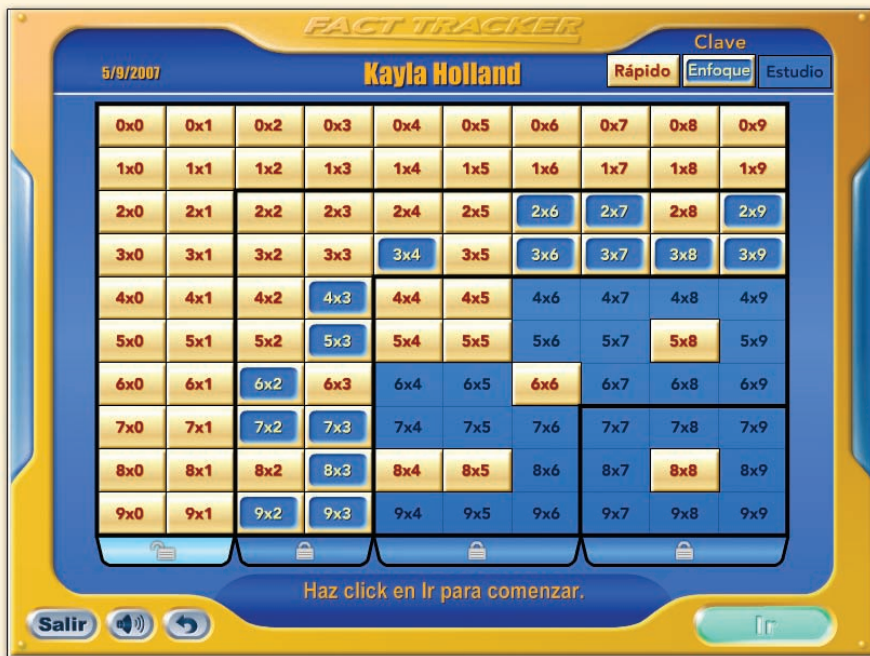 FACT TRACKER
Clave
5/9/2007 Kayla Holland Rápido Enfoque Estudio
0x0 0x1 0x2 0x3 0x4 0x5 0x6 0x7 0x8 0x9
1x0 1x1 1x2 1x3 1x4 1x5 1x6 1x7 1x8 1x9
2x0 2x1 2x2 2x3 2x4 2x5 2x6 2x7 2x8 2x9
3x0 3x1 3x2 3x3 3x4 3x5 3x6 3x7 3x8 3x9
4x0 4x1 4x2 4x3 4x4 4x5 4x6 4x7 4x8 4x9
5x0 5x1 5x2 5x3 5x4 5x5 5x6 5x7 5x8 5x9
6x0 6x1 6x2 6x3 6x4 6x5 6x6 6x7 6x8 6x9
7x0 7x1 7x2 7x3 7x4 7x5 7x6 7x7 7x8 7x9
8x0 8x1 8x2 8x3 8x4 8x5 8x6 8x7 8x8 8x9
9x0 9x1 9x2 9x3 9x4 9x5 9x6 9x7 9x8 9x9
Haz click en Ir para comenzar.
Salir Ir